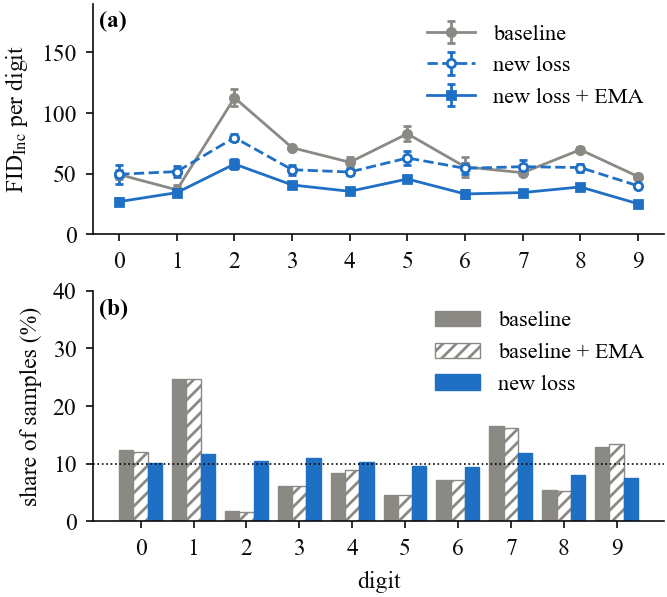 (a)
FID_Inc per digit
150
100
50
0
baseline
new loss
new loss + EMA
0 1 2 3 4 5 6 7 8 9
(b)
share of samples (%)
40
30
20
10
0
baseline
baseline + EMA
new loss
0 1 2 3 4 5 6 7 8 9
digit